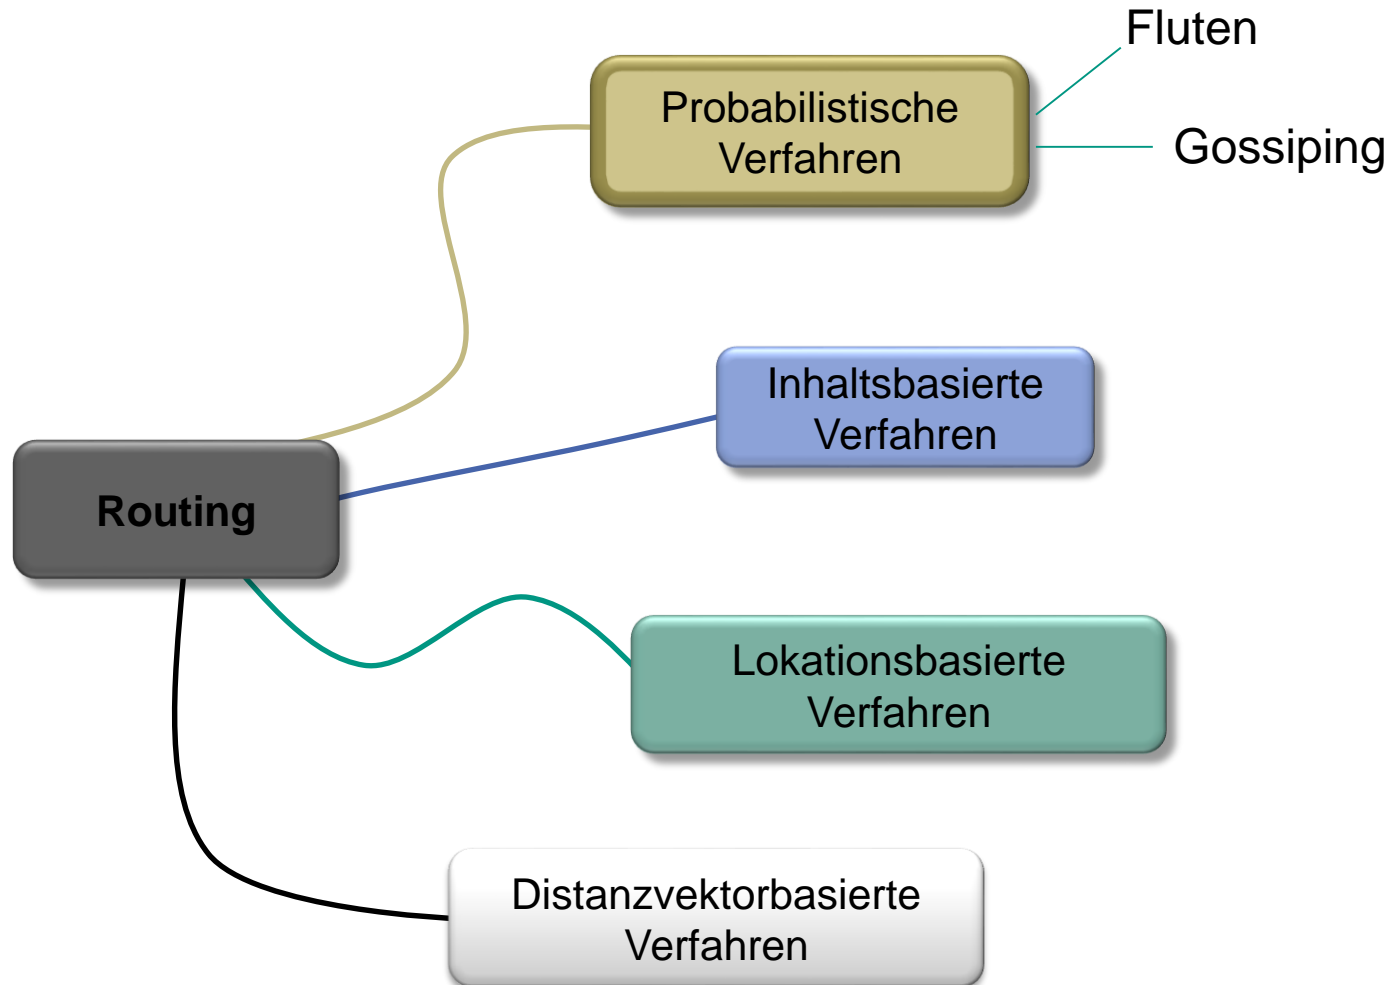 Fluten
Probabilistische
Verfahren
Gossiping
Inhaltsbasierte
Verfahren
Routing
Lokationsbasierte
Verfahren
Distanzvektorbasierte
Verfahren